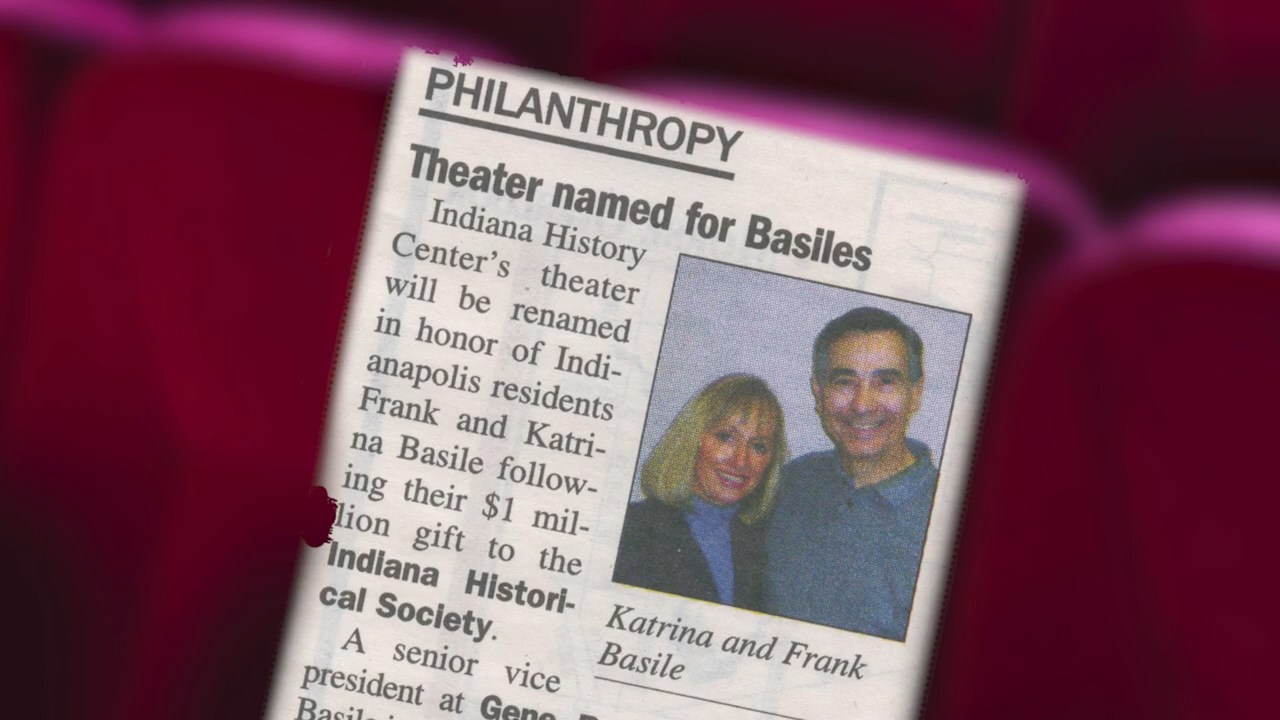 PHILANTHROPY
Theater named for Basiles
Indiana History
Center's theater
will be renamed
in honor of Indi-
anapolis residents
Frank and Katri-
na Basile follow-
ing their $1 mil-
lion gift to the
Indiana Histori-
cal Society.
A senior vice
president at Gene
Basile
Katrina and Frank
Basile